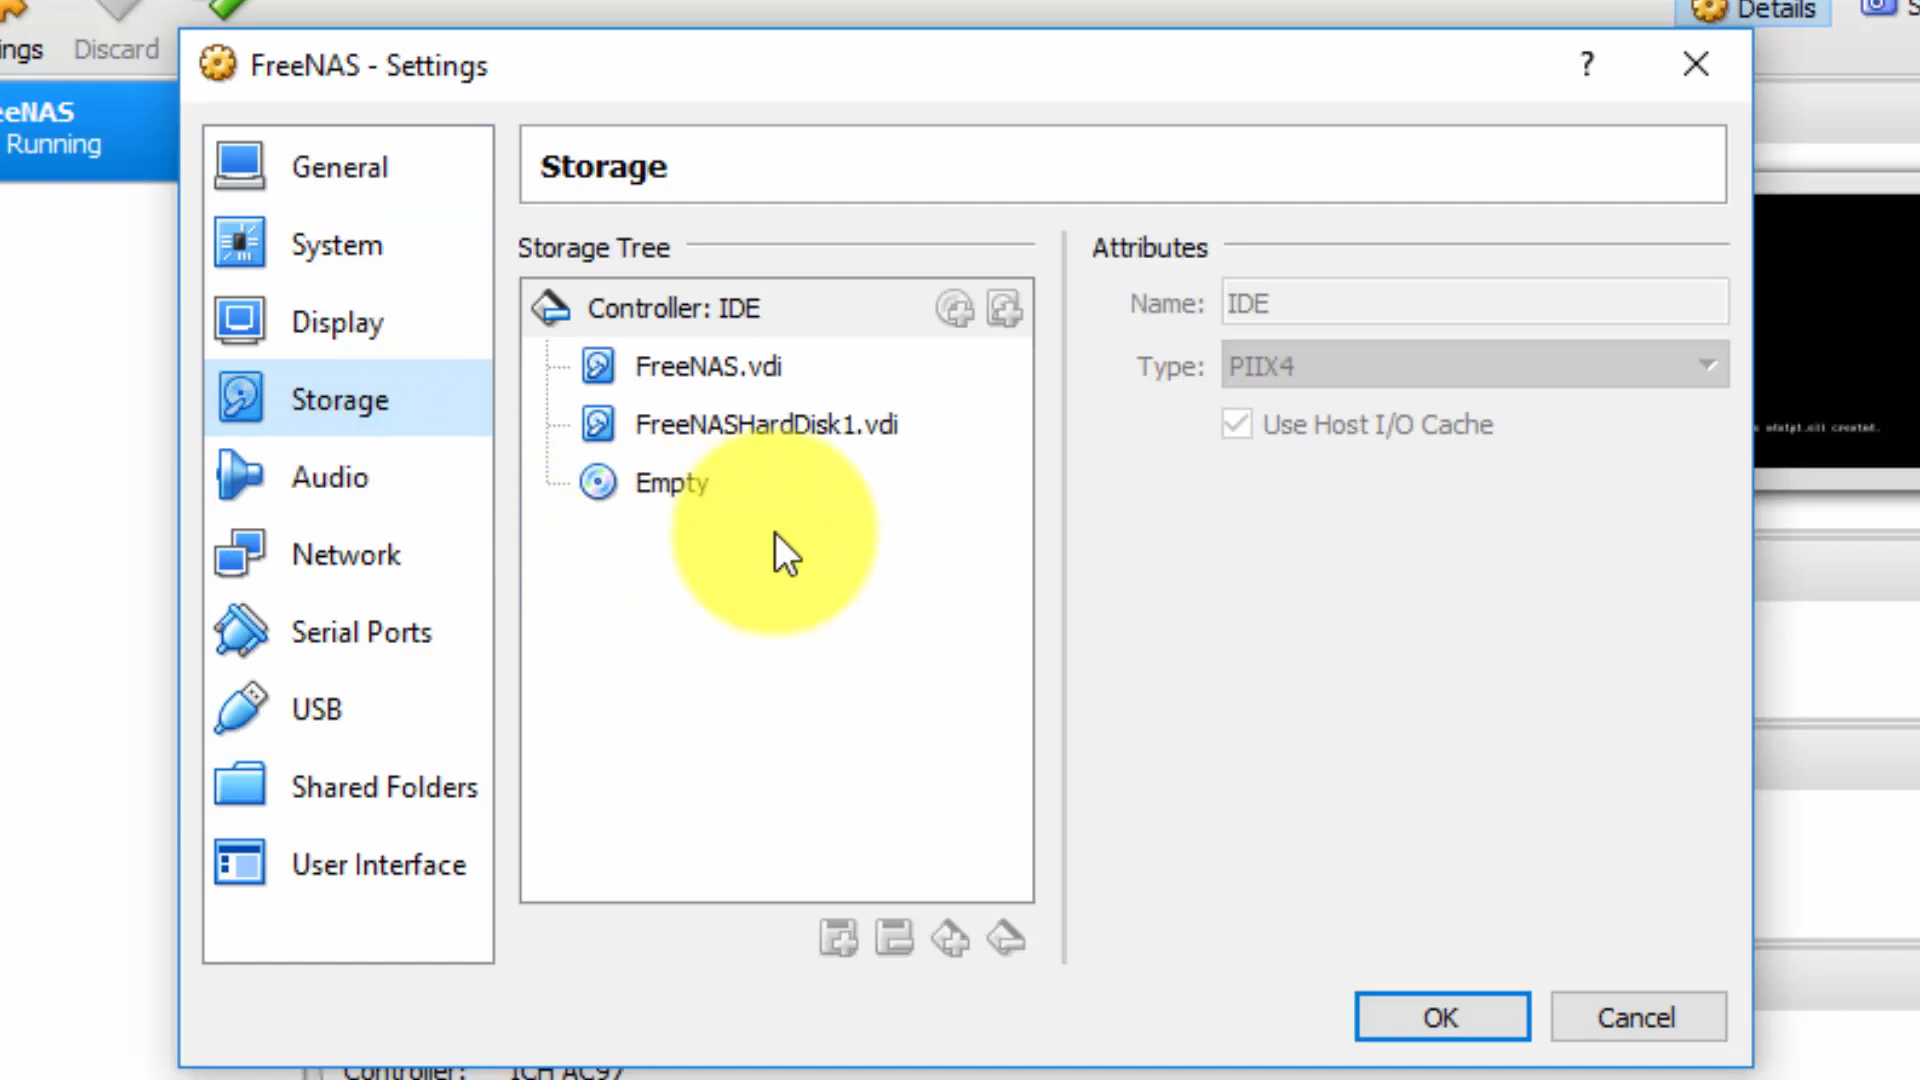 ings
Discard
Details
S
FreeNAS - Settings
?
eeNAS
Running
General
System
Display
Storage
Audio
Network
Serial Ports
USB
Shared Folders
User Interface
Storage
Storage Tree
Controller: IDE
FreeNAS.vdi
FreeNASHardDisk1.vdi
Empty
Attributes
Name: IDE
Type: PIIX4
Use Host I/O Cache
created.
OK
Cancel
Controller: ICH AC97